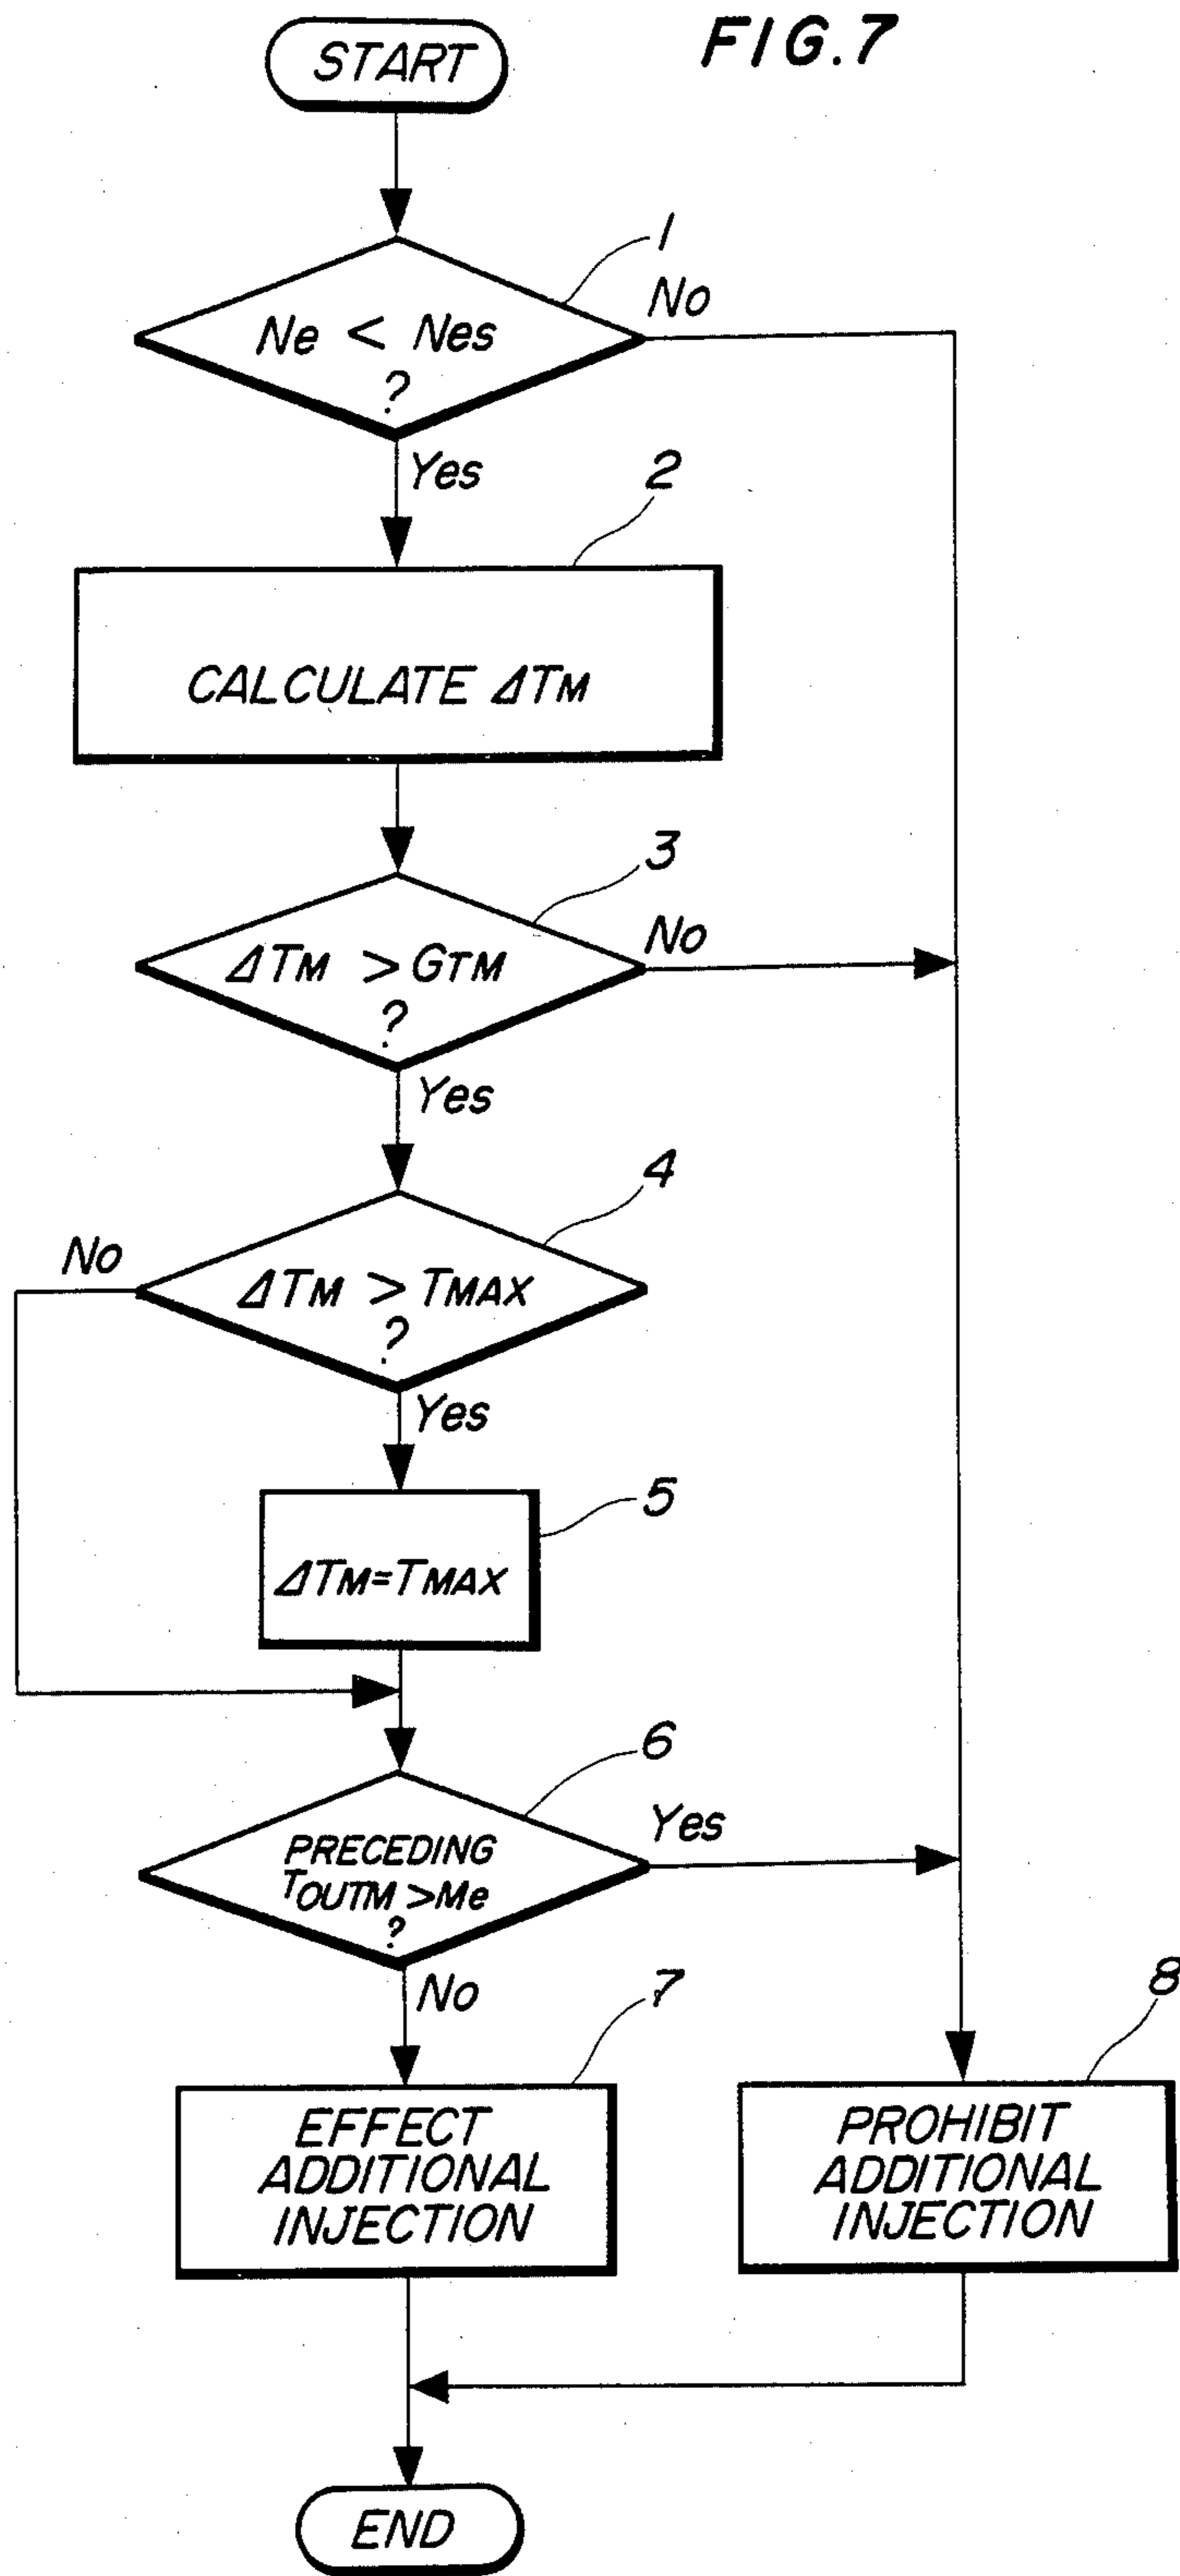 FIG.7
START
1
Ne < Nes
?
No
Yes
2
CALCULATE ΔTM
3
ΔTM > GTM
?
No
Yes
4
ΔTM > TMAX
?
No
Yes
5
ΔTM=TMAX
6
PRECEDING
TOUTM >Me
?
Yes
No
7
EFFECT
ADDITIONAL
INJECTION
8
PROHIBIT
ADDITIONAL
INJECTION
END